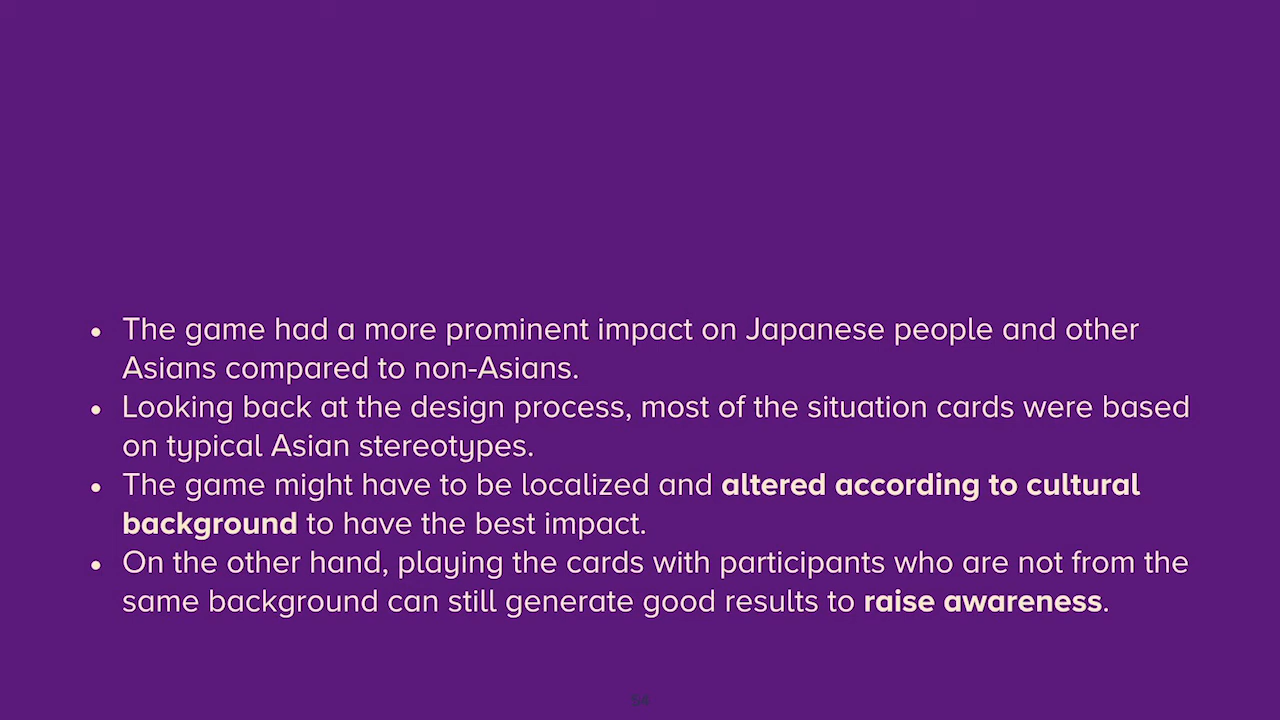 • The game had a more prominent impact on Japanese people and other
Asians compared to non-Asians.
• Looking back at the design process, most of the situation cards were based
on typical Asian stereotypes.
• The game might have to be localized and altered according to cultural
background to have the best impact.
• On the other hand, playing the cards with participants who are not from the
same background can still generate good results to raise awareness.